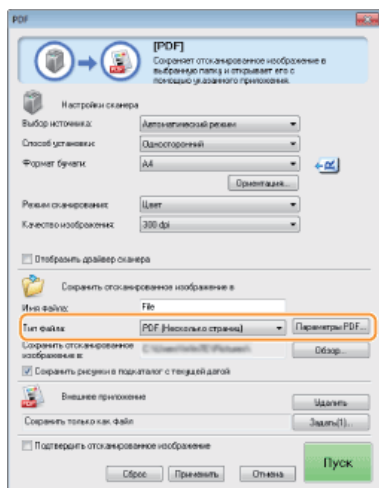 PDF
[PDF]
Сохраняет отсканированное изображение в
выбранную папку и открывает его с
помощью указанного приложения.
Настройки сканера
Выбор источника: Автоматический режим
Способ установки: Односторонний
Формат бумаги: A4
Ориентация...
Режим сканирования: Цвет
Качество изображения: 300 dpi
Отобразить драйвер сканера
Сохранить отсканированное изображение в
Имя файла: File
Тип файла: PDF (Несколько страниц) Параметры PDF...
Сохранить отсканированное
изображение в: Обзор...
Сохранить рисунки в подкаталог с текущей датой
Внешнее приложение Удалить
Сохранить только как файл Задать(1)...
Подтвердить отсканированное изображение
Сброс Применить Отмена Пуск